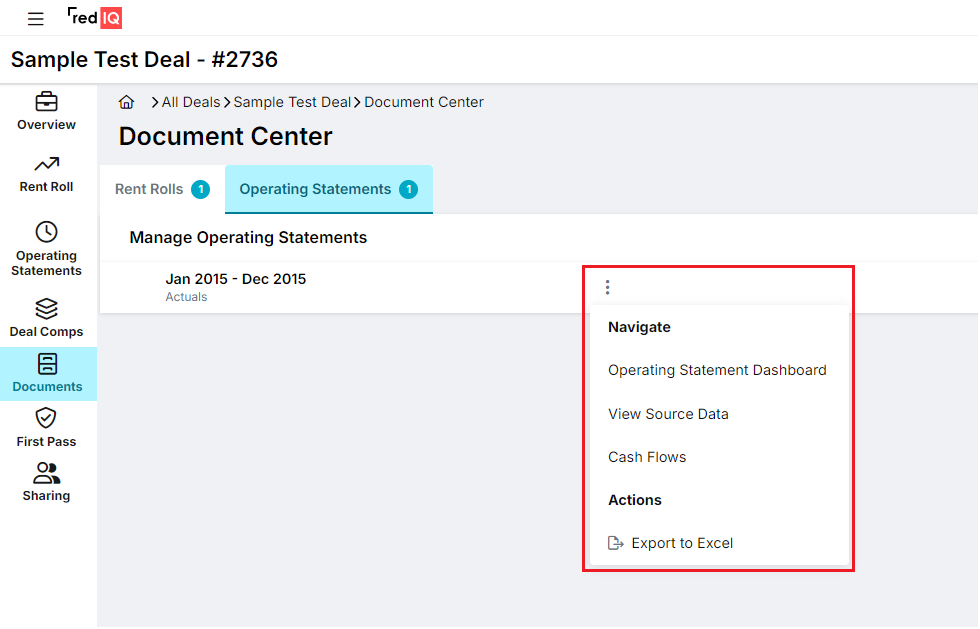 redIQ
Sample Test Deal - #2736
Overview
Rent Roll
Operating
Statements
Deal Comps
Documents
First Pass
Sharing
All Deals Sample Test Deal Document Center
Document Center
Rent Rolls 1 Operating Statements 1
Manage Operating Statements
Jan 2015 - Dec 2015
Actuals
Navigate
Operating Statement Dashboard
View Source Data
Cash Flows
Actions
Export to Excel